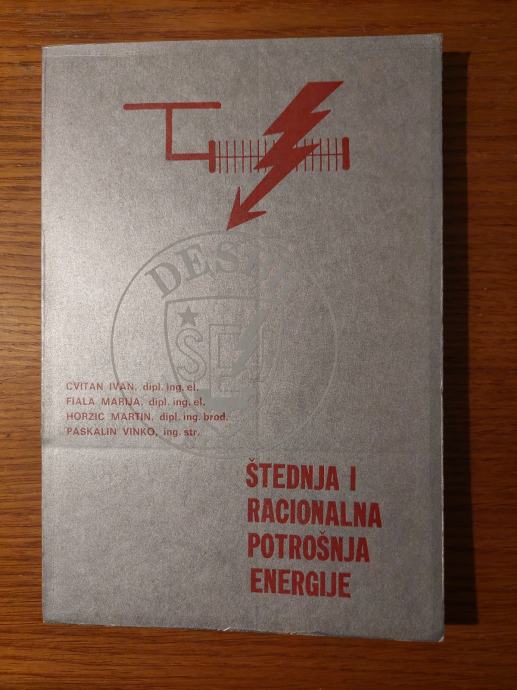 CVITAN IVAN, dipl. ing. el.
FIALA MARIJA, dipl. ing. el.
HORZIC MARTIN, dipl. ing. brod.
PASKALIN VINKO, ing. str.
ŠTEDNJA I
RACIONALNA
POTROŠNJA
ENERGIJE